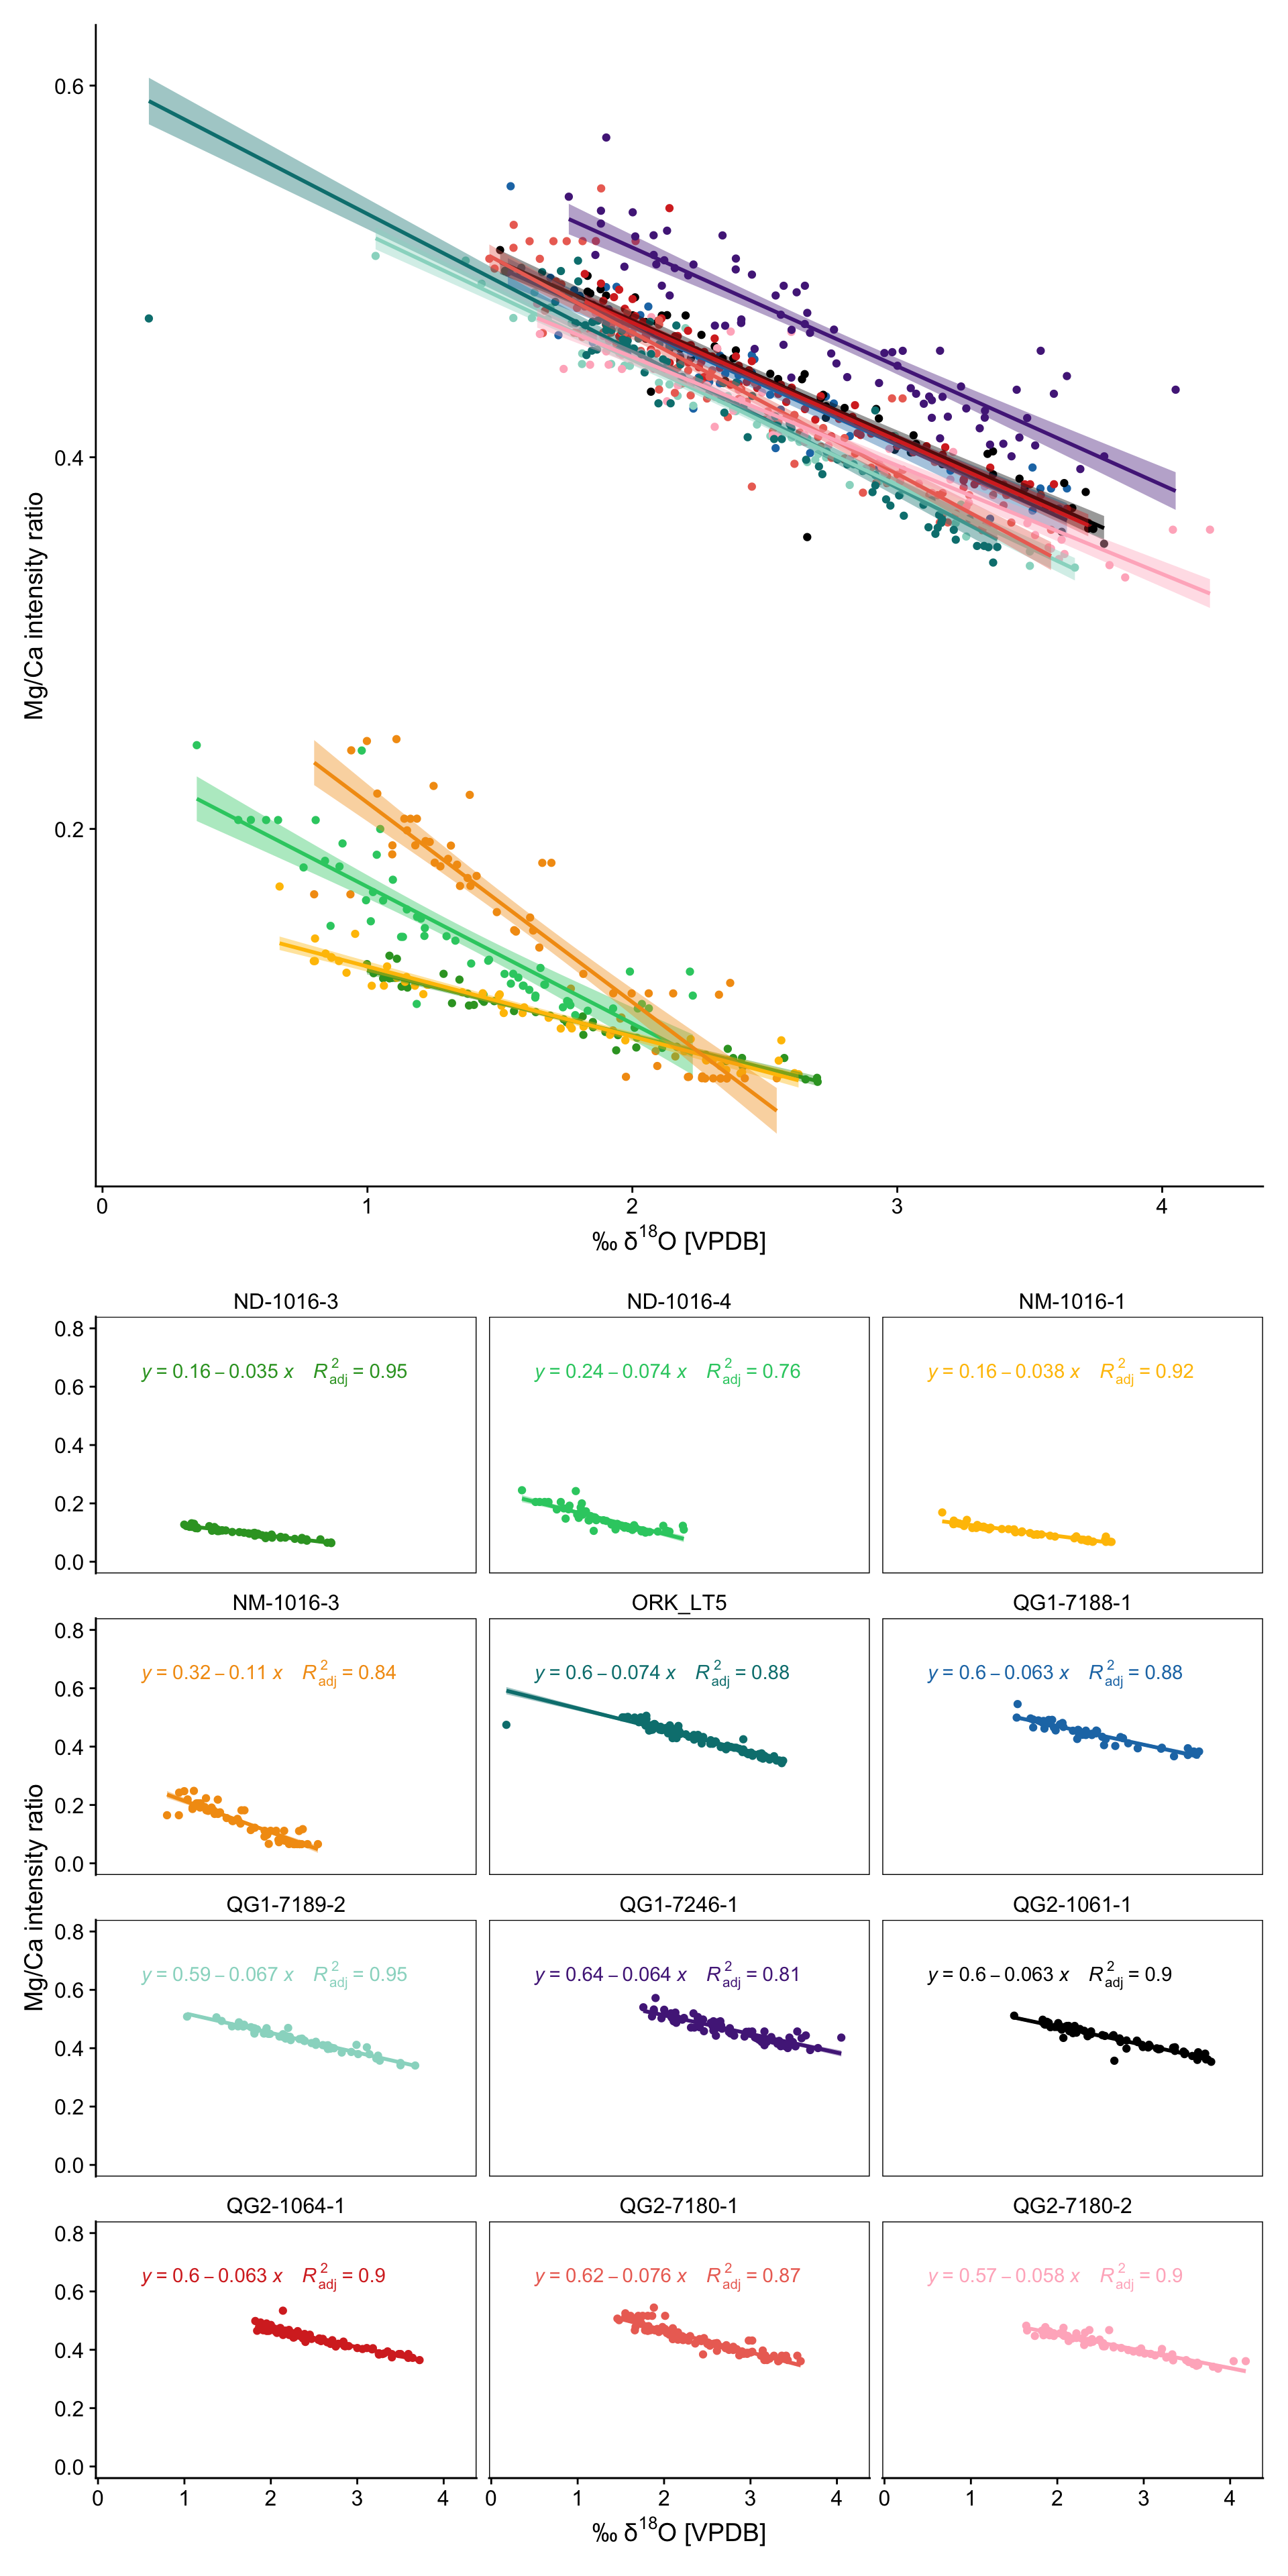 0.6
0.4
0.2
Mg/Ca intensity ratio
0 1 2 3 4
‰ δ¹⁸O [VPDB]
ND-1016-3 ND-1016-4 NM-1016-1
0.8
y = 0.16 – 0.035 x R²adj = 0.95 y = 0.24 – 0.074 x R²adj = 0.76 y = 0.16 – 0.038 x R²adj = 0.92
0.6
0.4
0.2
0.0
NM-1016-3 ORK_LT5 QG1-7188-1
0.8
y = 0.32 – 0.11 x R²adj = 0.84 y = 0.6 – 0.074 x R²adj = 0.88 y = 0.6 – 0.063 x R²adj = 0.88
0.6
0.4
0.2
0.0
Mg/Ca intensity ratio
QG1-7189-2 QG1-7246-1 QG2-1061-1
0.8
y = 0.59 – 0.067 x R²adj = 0.95 y = 0.64 – 0.064 x R²adj = 0.81 y = 0.6 – 0.063 x R²adj = 0.9
0.6
0.4
0.2
0.0
QG2-1064-1 QG2-7180-1 QG2-7180-2
0.8
y = 0.6 – 0.063 x R²adj = 0.9 y = 0.62 – 0.076 x R²adj = 0.87 y = 0.57 – 0.058 x R²adj = 0.9
0.6
0.4
0.2
0.0
0 1 2 3 4 0 1 2 3 4 0 1 2 3 4
‰ δ¹⁸O [VPDB]